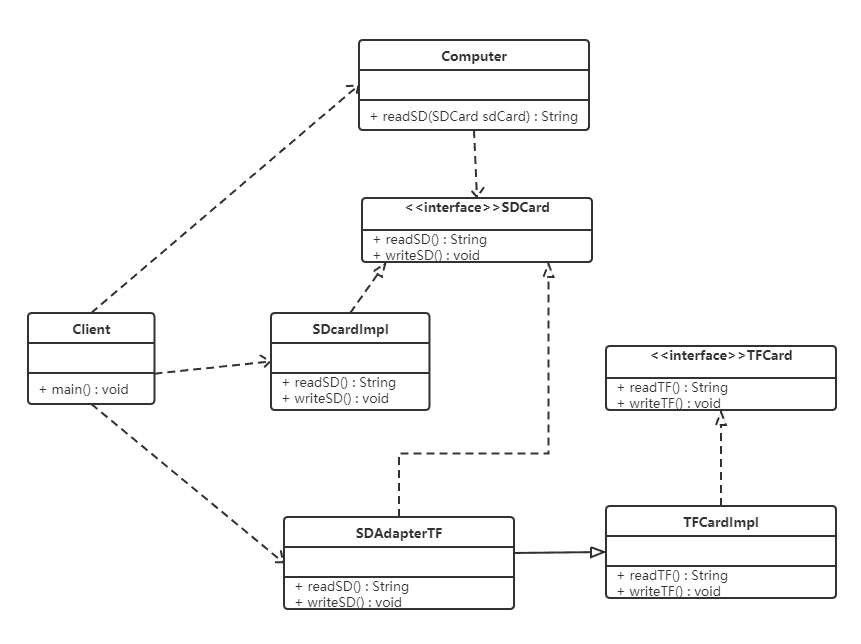 Computer
+ readSD(SDCard sdCard) : String
<<interface>>SDCard
+ readSD() : String
+ writeSD() : void
Client
+ main() : void
SDcardImpl
+ readSD() : String
+ writeSD() : void
<<interface>>TFCard
+ readTF() : String
+ writeTF() : void
SDAdapterTF
+ readSD() : String
+ writeSD() : void
TFCardImpl
+ readTF() : String
+ writeTF() : void